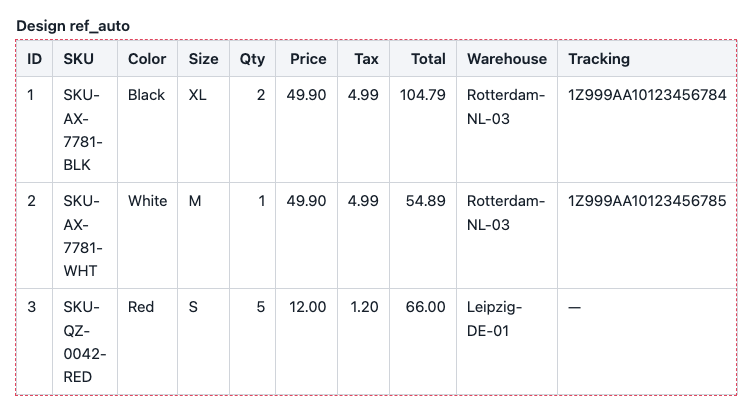 Design ref_auto
ID SKU Color Size Qty Price Tax Total Warehouse Tracking
1 SKU- Black XL 2 49.90 4.99 104.79 Rotterdam- 1Z999AA10123456784
AX- NL-03
7781-
BLK
2 SKU- White M 1 49.90 4.99 54.89 Rotterdam- 1Z999AA10123456785
AX- NL-03
7781-
WHT
3 SKU- Red S 5 12.00 1.20 66.00 Leipzig- —
QZ- DE-01
0042-
RED